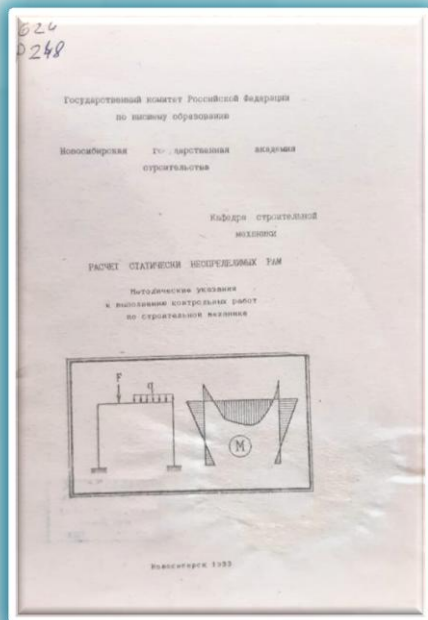 624
Р248
Государственный комитет Российской Федерации
по высшему образованию
Новосибирская государственная академия
строительства
Кафедра строительной
механики
РАСЧЕТ СТАТИЧЕСКИ НЕОПРЕДЕЛИМЫХ РАМ
Методические указания
к выполнению контрольных работ
по строительной механике
F
q
M
Новосибирск